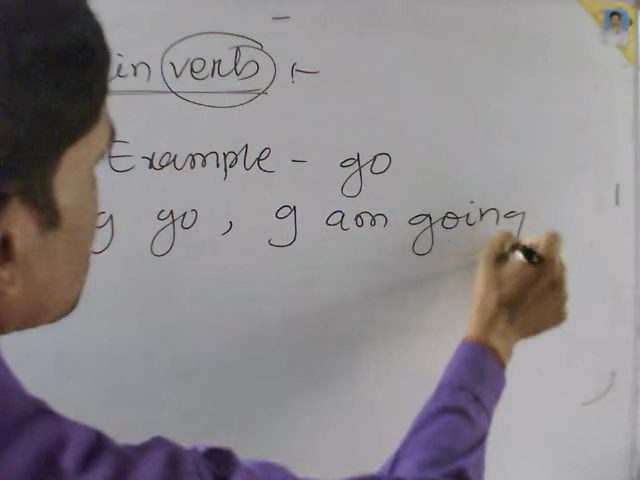 in verb :-
Example - go
I go, I am going